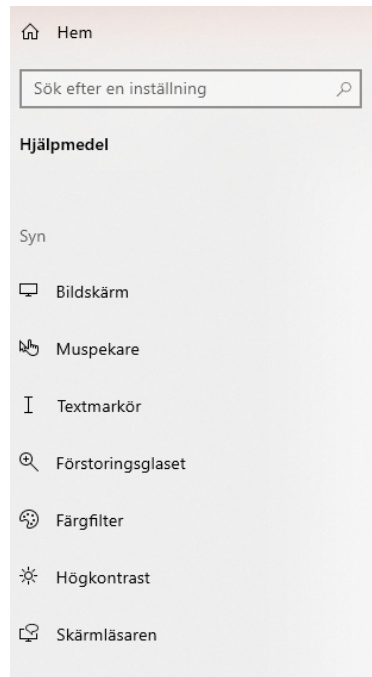 Hem
Sök efter en inställning
Hjälpmedel
Syn
Bildskärm
Muspekare
Textmarkör
Förstoringsglaset
Färgfilter
Högkontrast
Skärmläsaren